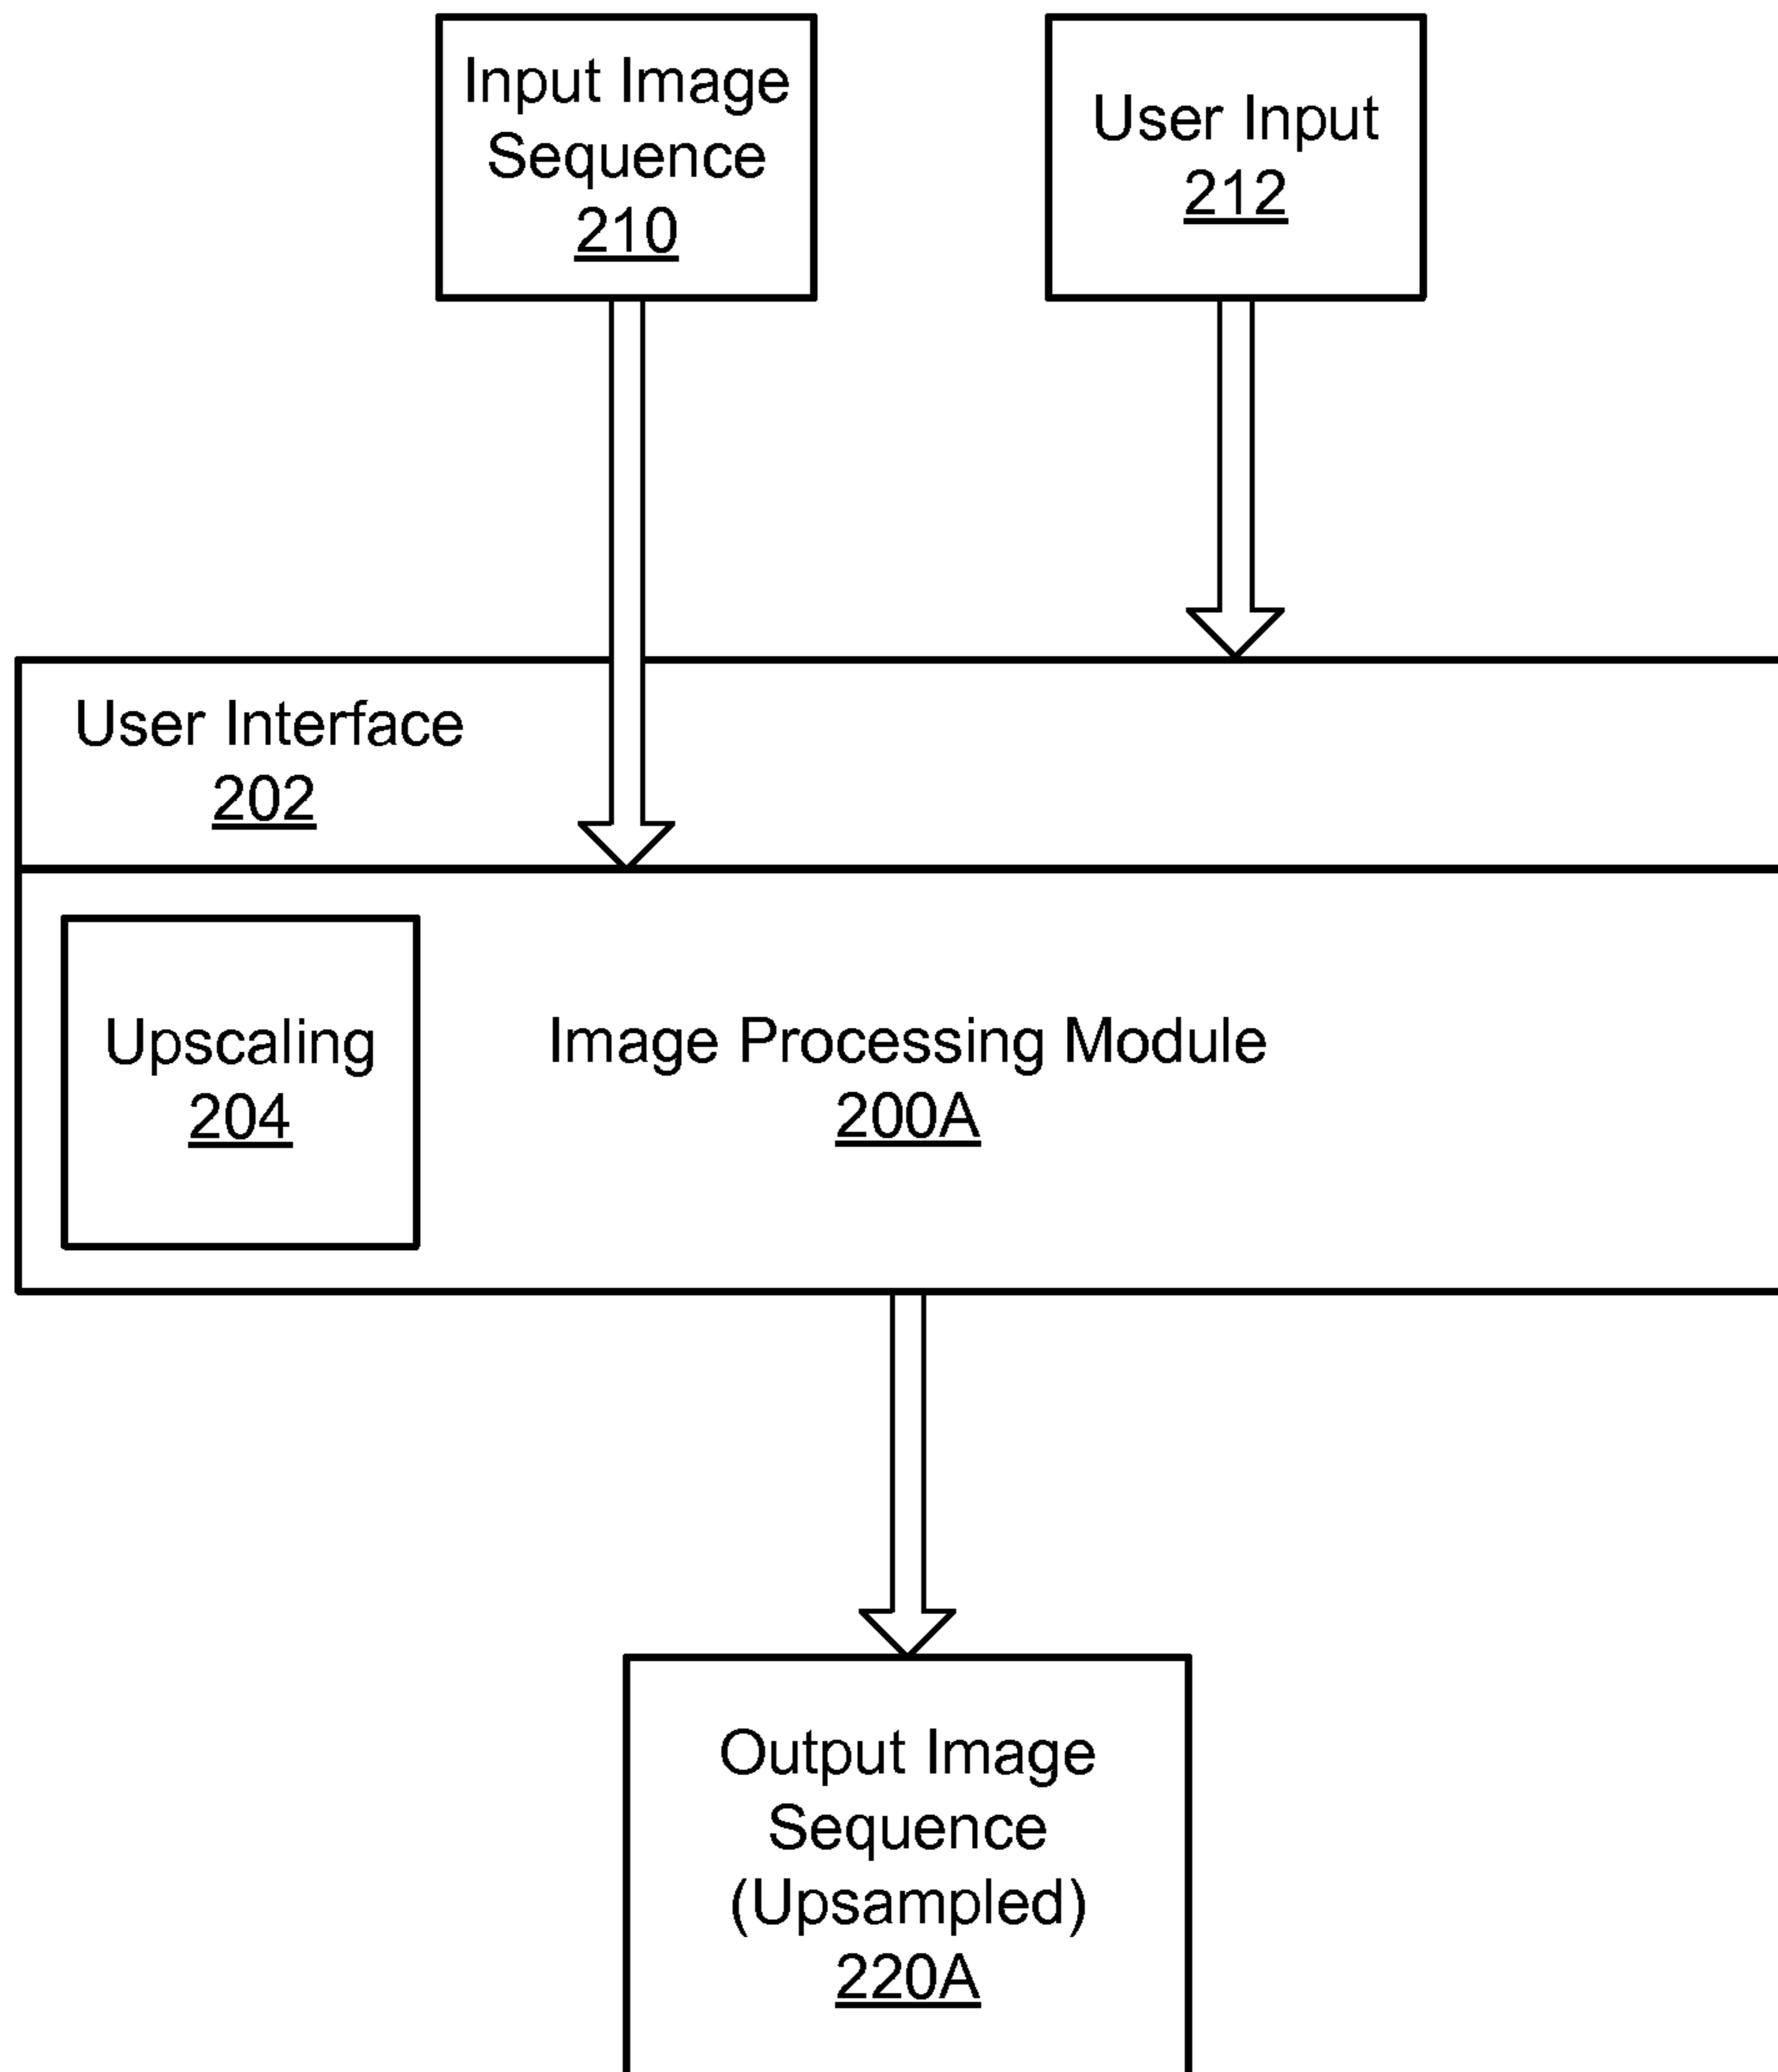 Input Image
Sequence
210
User Input
212
User Interface
202
Upscaling
204
Image Processing Module
200A
Output Image
Sequence
(Upsampled)
220A